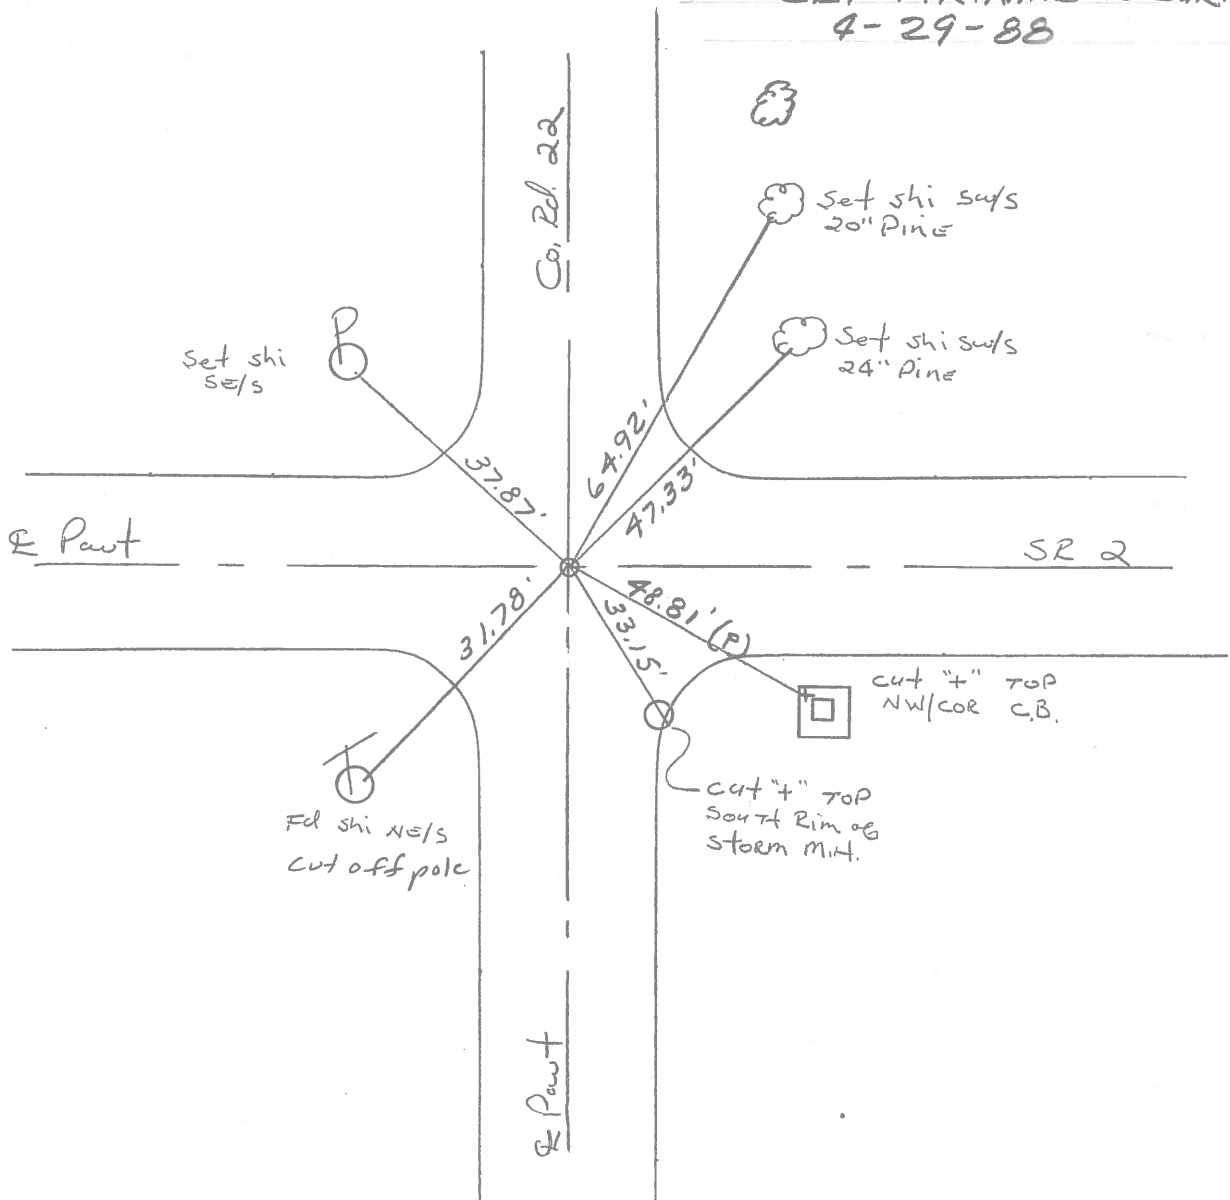 4-29-88
Co. Rd. 22
Set shi sw/s
20" Pine
P
Set shi
SE/S
Set shi sw/s
24" Pine
64.92'
37.87'
47.33'
℄ Pavt
SR 2
48.81' (P)
33.15'
31.78'
cut "+" TOP
NW/COR C.B.
T
cut "+" TOP
South Rim of
Storm M.H.
Fd shi NE/S
Cut off pole
℄ Pavt